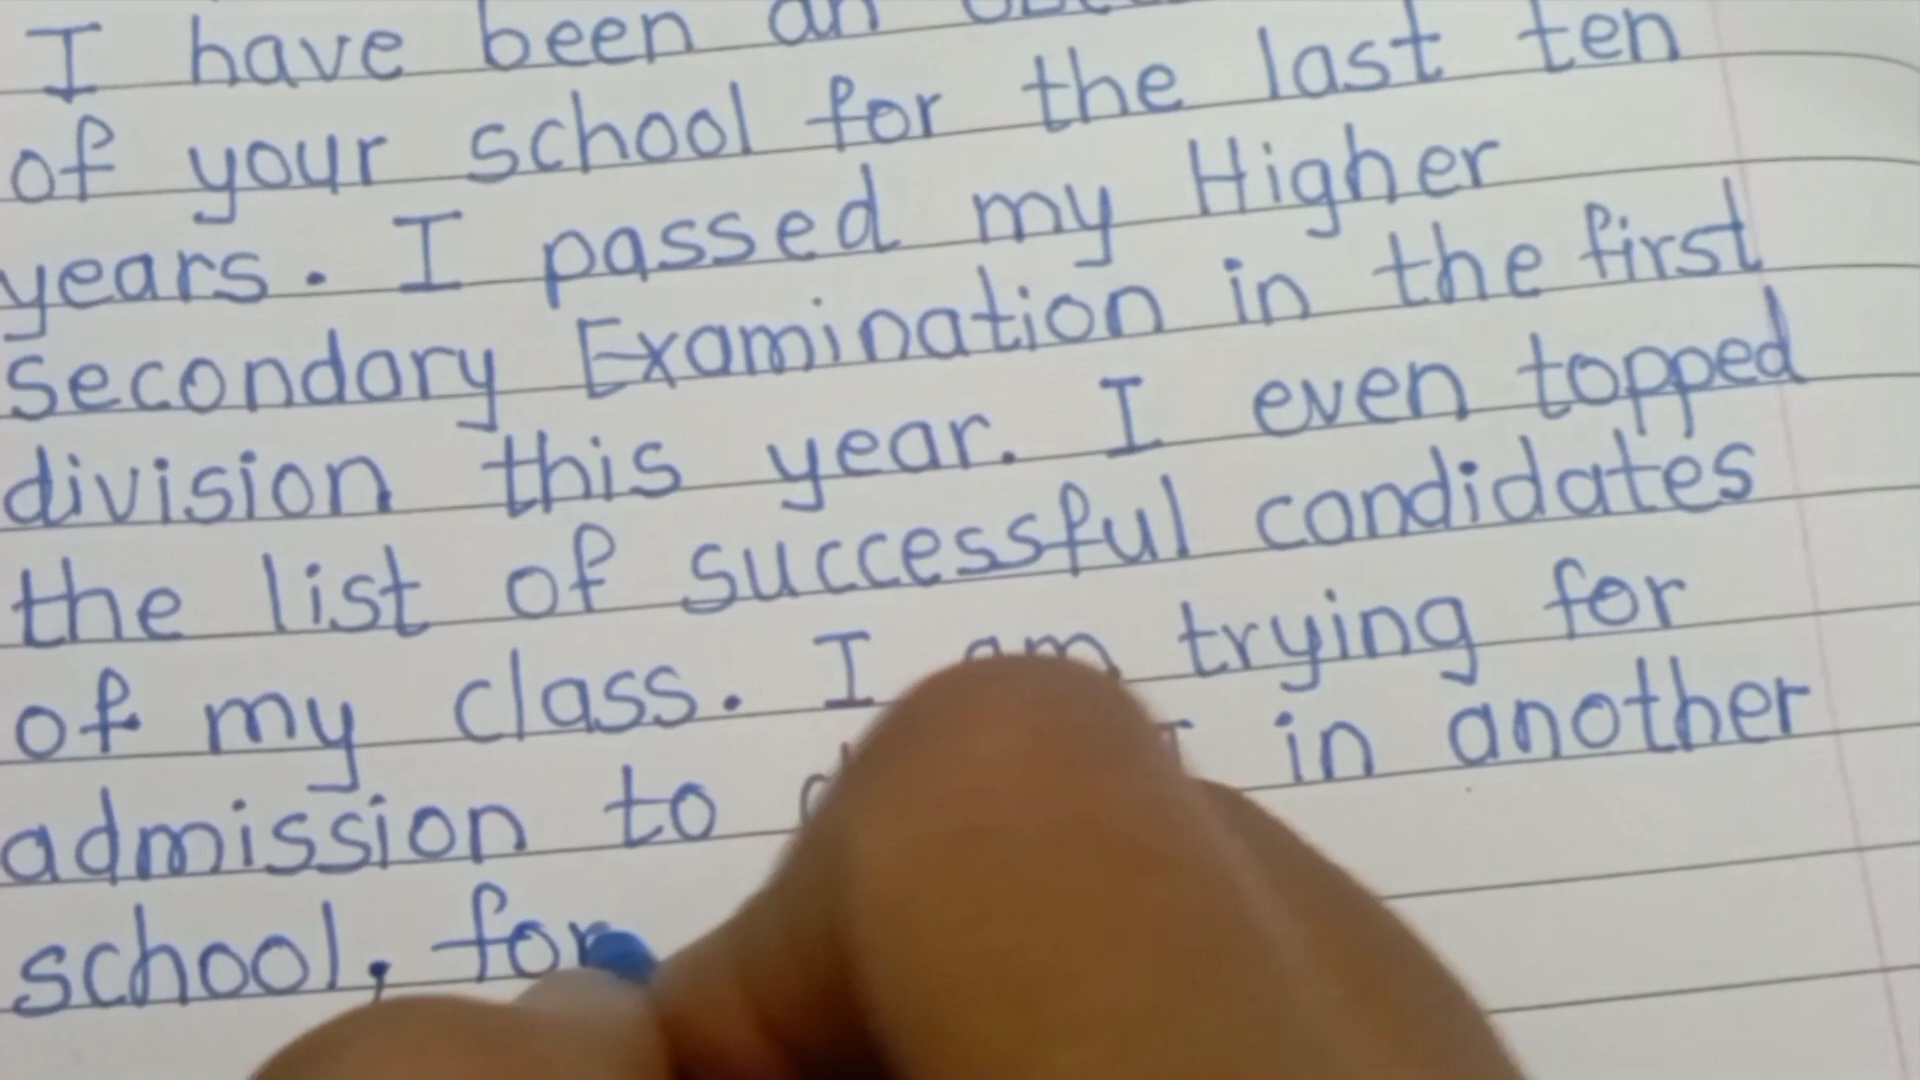 I have been an
of your school for the last ten
years. I passed my Higher
Secondary Examination in the first
division this year. I even topped
the list of successful candidates
of my class. I am trying for
admission to in another
school, for